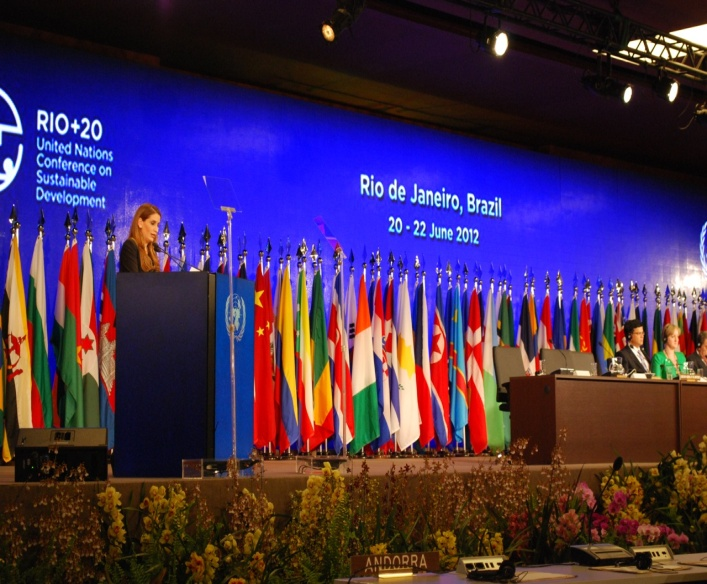 RIO+20
United Nations
Conference on
Sustainable
Development
Rio de Janeiro, Brazil
20 - 22 June 2012
ANDORRA